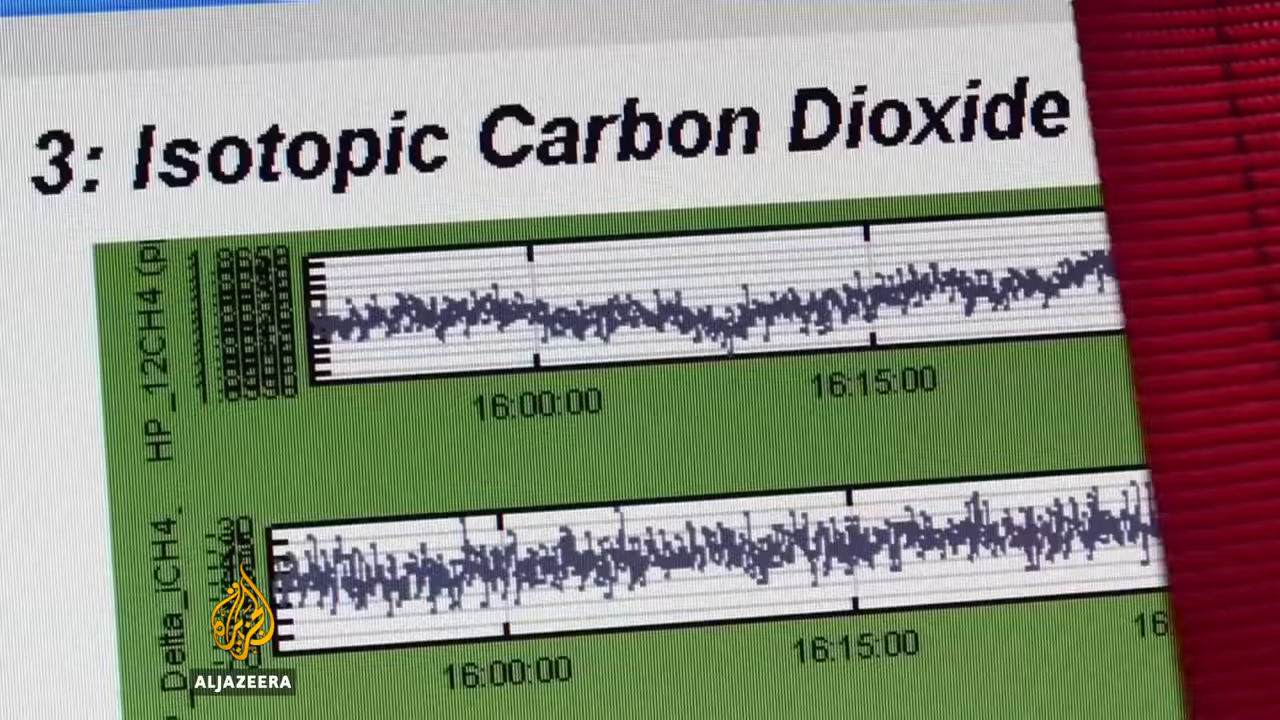 3: Isotopic Carbon Dioxide
HP_12CH4 (p
16:00:00
16:15:00
_Delta_iCH4_
16:00:00
16:15:00
16:
ALJAZEERA